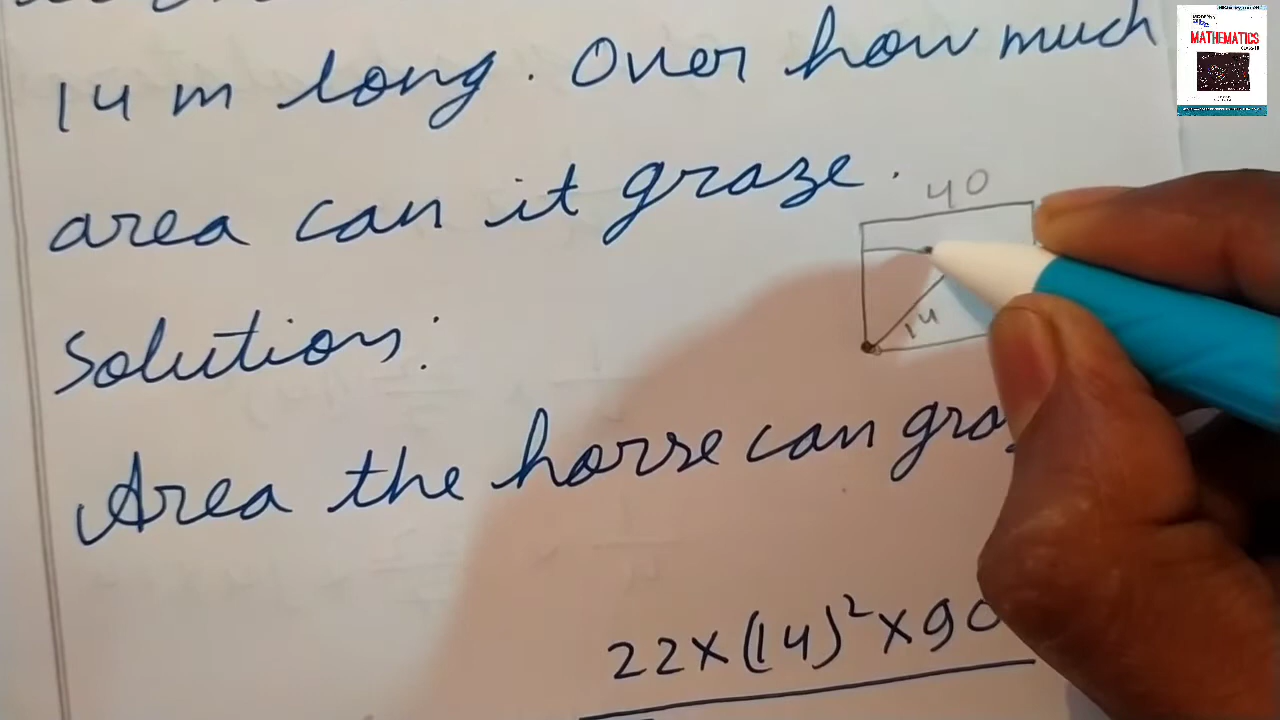 14 m long. Over how much
area can it graze.
40
Solution:
14
Area the horse can
22×(14)²×90
MATHEMATICS